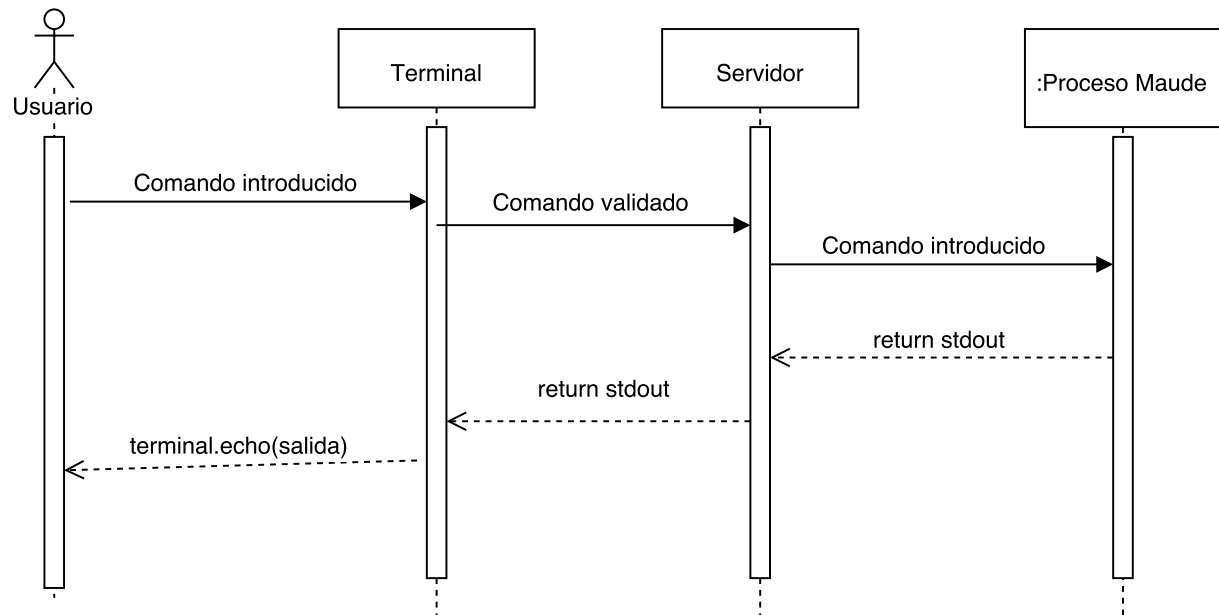 Usuario
Terminal
Servidor
:Proceso Maude
Comando introducido
Comando validado
Comando introducido
return stdout
return stdout
terminal.echo(salida)